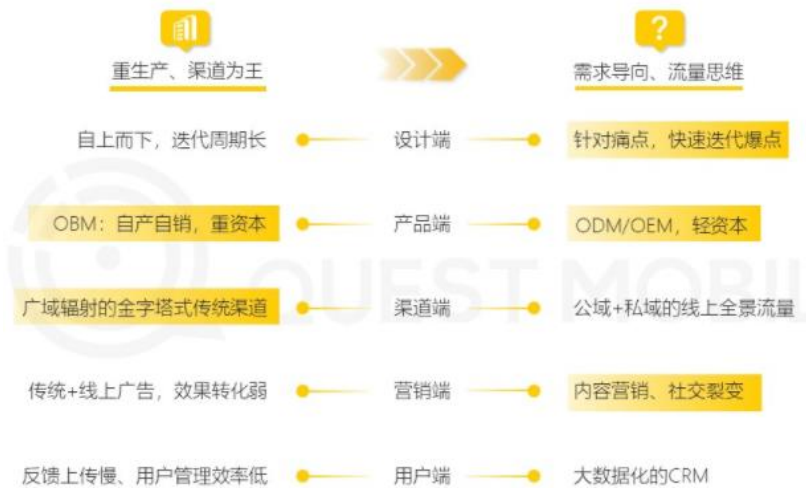 重生产、渠道为王
需求导向、流量思维
自上而下，迭代周期长 设计端 针对痛点，快速迭代爆点
OBM：自产自销，重资本 产品端 ODM/OEM，轻资本
广域辐射的金字塔式传统渠道 渠道端 公域+私域的线上全景流量
传统+线上广告，效果转化弱 营销端 内容营销、社交裂变
反馈上传慢、用户管理效率低 用户端 大数据化的CRM
QUEST MOBIL